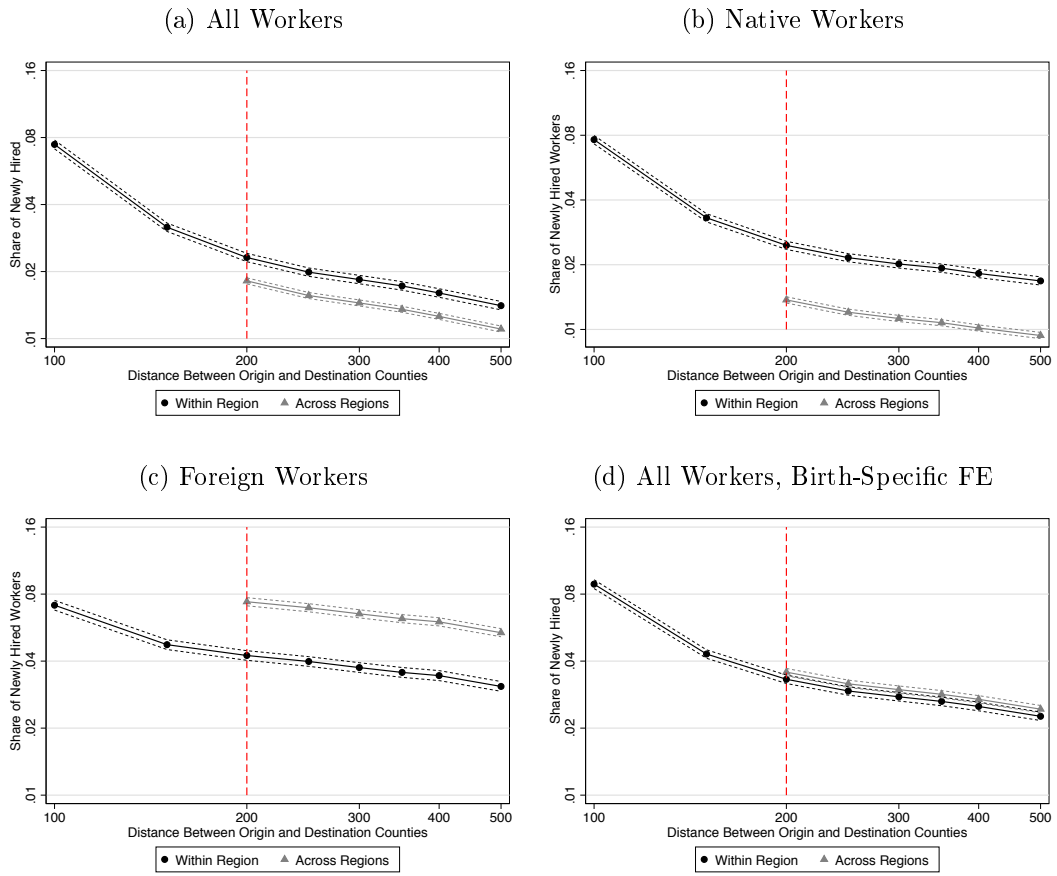 (a) All Workers
Share of Newly Hired
.16
.08
.04
.02
.01
100
200
300
400
500
Distance Between Origin and Destination Counties
Within Region
Across Regions
(b) Native Workers
Share of Newly Hired Workers
.16
.08
.04
.02
.01
100
200
300
400
500
Distance Between Origin and Destination Counties
Within Region
Across Regions
(c) Foreign Workers
Share of Newly Hired Workers
.16
.08
.04
.02
.01
100
200
300
400
500
Distance Between Origin and Destination Counties
Within Region
Across Regions
(d) All Workers, Birth-Specific FE
Share of Newly Hired
.16
.08
.04
.02
.01
100
200
300
400
500
Distance Between Origin and Destination Counties
Within Region
Across Regions